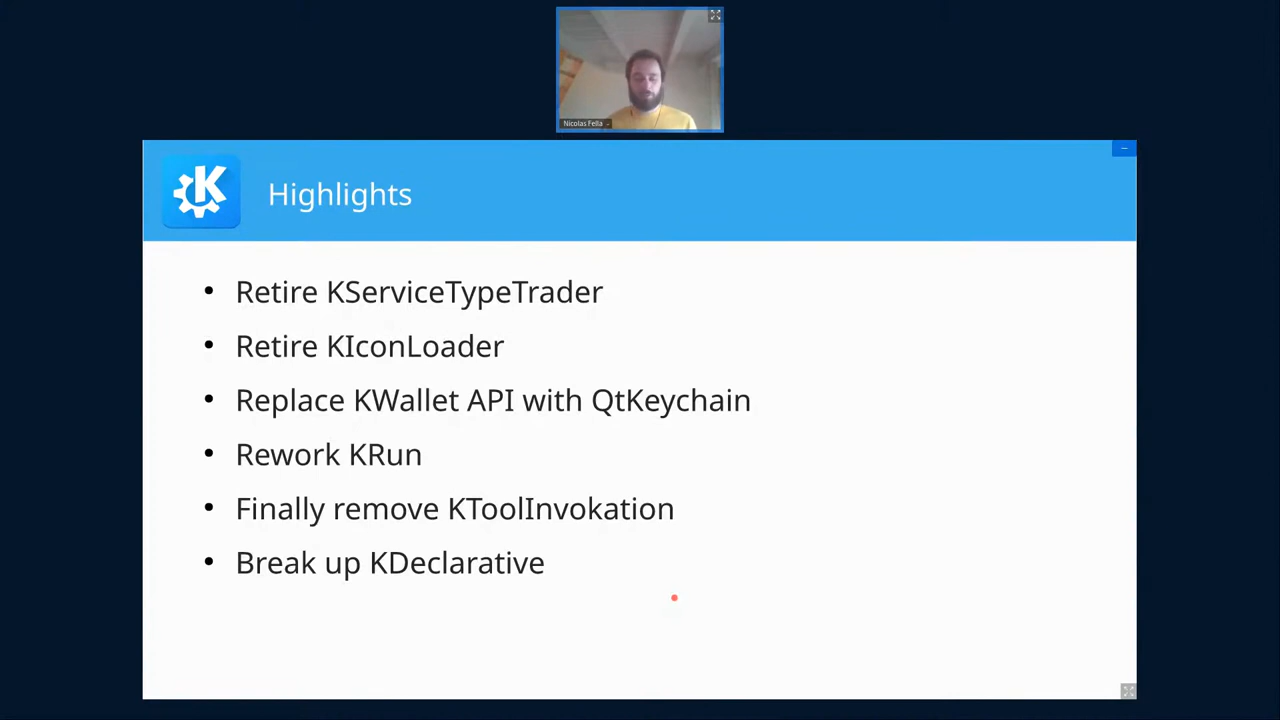 Nicolas Fella
Highlights
• Retire KServiceTypeTrader
• Retire KIconLoader
• Replace KWallet API with QtKeychain
• Rework KRun
• Finally remove KToolInvokation
• Break up KDeclarative